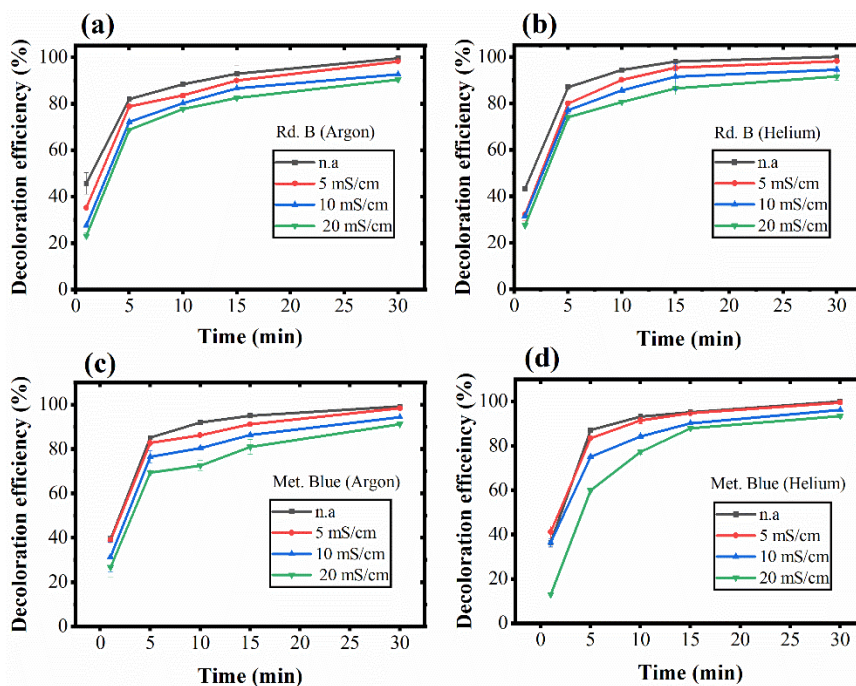 (a)
Decoloration efficiency (%)
100
80
60
40
20
0
Rd. B (Argon)
n.a
5 mS/cm
10 mS/cm
20 mS/cm
0 5 10 15 20 25 30
Time (min)
(b)
Decoloration efficiency (%)
100
80
60
40
20
0
Rd. B (Helium)
n.a
5 mS/cm
10 mS/cm
20 mS/cm
0 5 10 15 20 25 30
Time (min)
(c)
Decoloration efficiency (%)
100
80
60
40
20
0
Met. Blue (Argon)
n.a
5 mS/cm
10 mS/cm
20 mS/cm
0 5 10 15 20 25 30
Time (min)
(d)
Decoloration efficeincy (%)
100
80
60
40
20
0
Met. Blue (Helium)
n.a
5 mS/cm
10 mS/cm
20 mS/cm
0 5 10 15 20 25 30
Time (min)